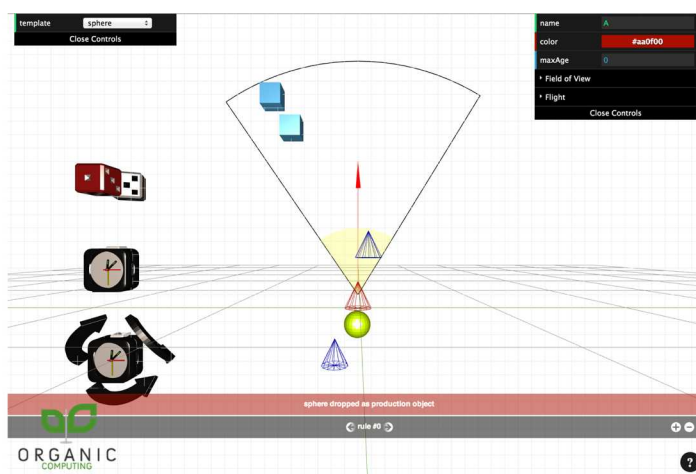 template sphere
Close Controls
name A
color #aa0f00
maxAge 0
Field of View
Flight
Close Controls
sphere dropped as production object
rule #0
ORGANIC
COMPUTING
?